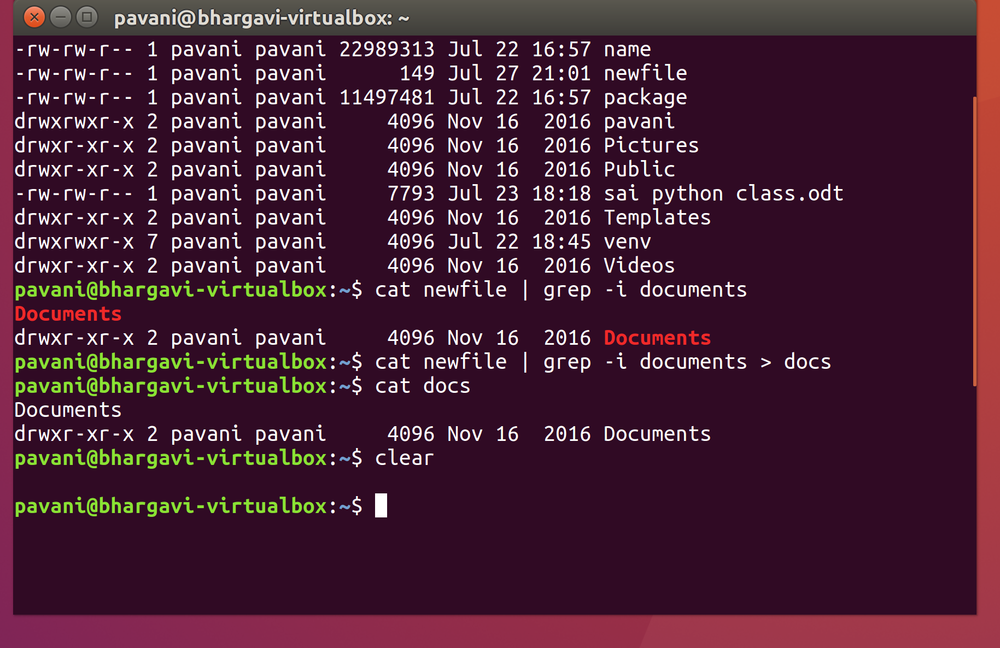 pavani@bhargavi-virtualbox: ~
-rw-rw-r-- 1 pavani pavani 22989313 Jul 22 16:57 name
-rw-rw-r-- 1 pavani pavani      149 Jul 27 21:01 newfile
-rw-rw-r-- 1 pavani pavani 11497481 Jul 22 16:57 package
drwxrwxr-x 2 pavani pavani     4096 Nov 16  2016 pavani
drwxr-xr-x 2 pavani pavani     4096 Nov 16  2016 Pictures
drwxr-xr-x 2 pavani pavani     4096 Nov 16  2016 Public
-rw-rw-r-- 1 pavani pavani     7793 Jul 23 18:18 sai python class.odt
drwxr-xr-x 2 pavani pavani     4096 Nov 16  2016 Templates
drwxrwxr-x 7 pavani pavani     4096 Jul 22 18:45 venv
drwxr-xr-x 2 pavani pavani     4096 Nov 16  2016 Videos
pavani@bhargavi-virtualbox:~$ cat newfile | grep -i documents
Documents
drwxr-xr-x 2 pavani pavani     4096 Nov 16  2016 Documents
pavani@bhargavi-virtualbox:~$ cat newfile | grep -i documents > docs
pavani@bhargavi-virtualbox:~$ cat docs
Documents
drwxr-xr-x 2 pavani pavani     4096 Nov 16  2016 Documents
pavani@bhargavi-virtualbox:~$ clear
pavani@bhargavi-virtualbox:~$